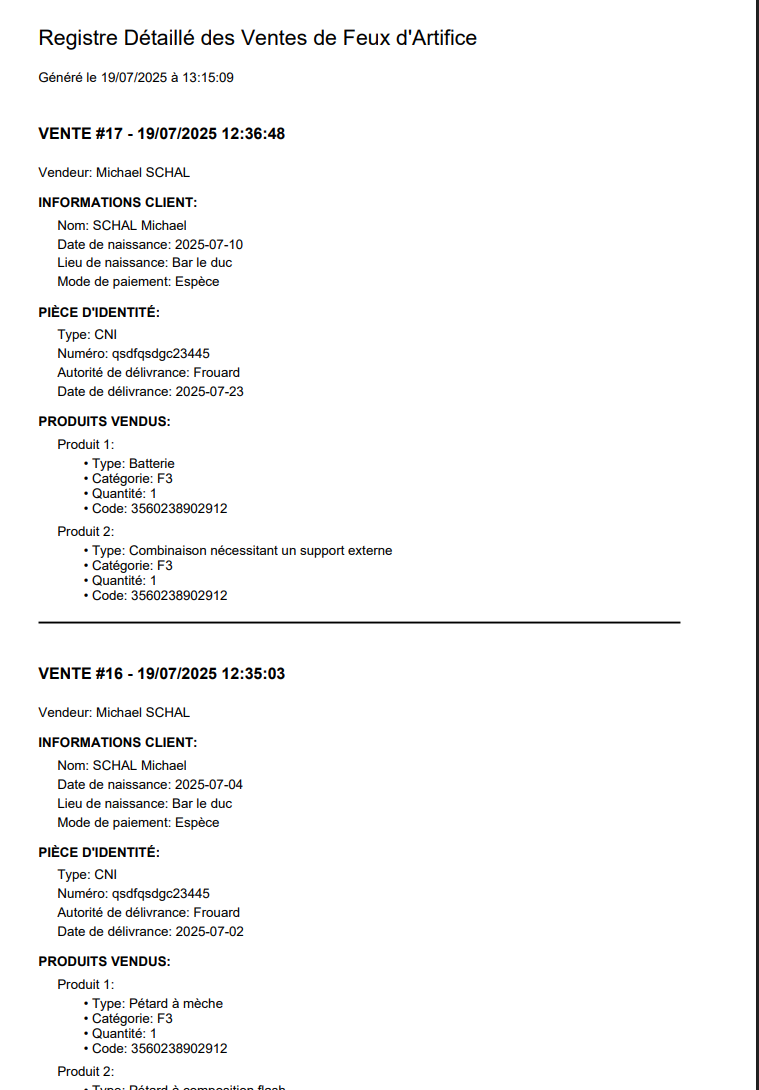 Registre Détaillé des Ventes de Feux d'Artifice
Généré le 19/07/2025 à 13:15:09
VENTE #17 - 19/07/2025 12:36:48
Vendeur: Michael SCHAL
INFORMATIONS CLIENT:
Nom: SCHAL Michael
Date de naissance: 2025-07-10
Lieu de naissance: Bar le duc
Mode de paiement: Espèce
PIÈCE D'IDENTITÉ:
Type: CNI
Numéro: qsdfqsdgc23445
Autorité de délivrance: Frouard
Date de délivrance: 2025-07-23
PRODUITS VENDUS:
Produit 1:
• Type: Batterie
• Catégorie: F3
• Quantité: 1
• Code: 3560238902912
Produit 2:
• Type: Combinaison nécessitant un support externe
• Catégorie: F3
• Quantité: 1
• Code: 3560238902912
VENTE #16 - 19/07/2025 12:35:03
Vendeur: Michael SCHAL
INFORMATIONS CLIENT:
Nom: SCHAL Michael
Date de naissance: 2025-07-04
Lieu de naissance: Bar le duc
Mode de paiement: Espèce
PIÈCE D'IDENTITÉ:
Type: CNI
Numéro: qsdfqsdgc23445
Autorité de délivrance: Frouard
Date de délivrance: 2025-07-02
PRODUITS VENDUS:
Produit 1:
• Type: Pétard à mèche
• Catégorie: F3
• Quantité: 1
• Code: 3560238902912
Produit 2:
• Type: Pétard à composition flash